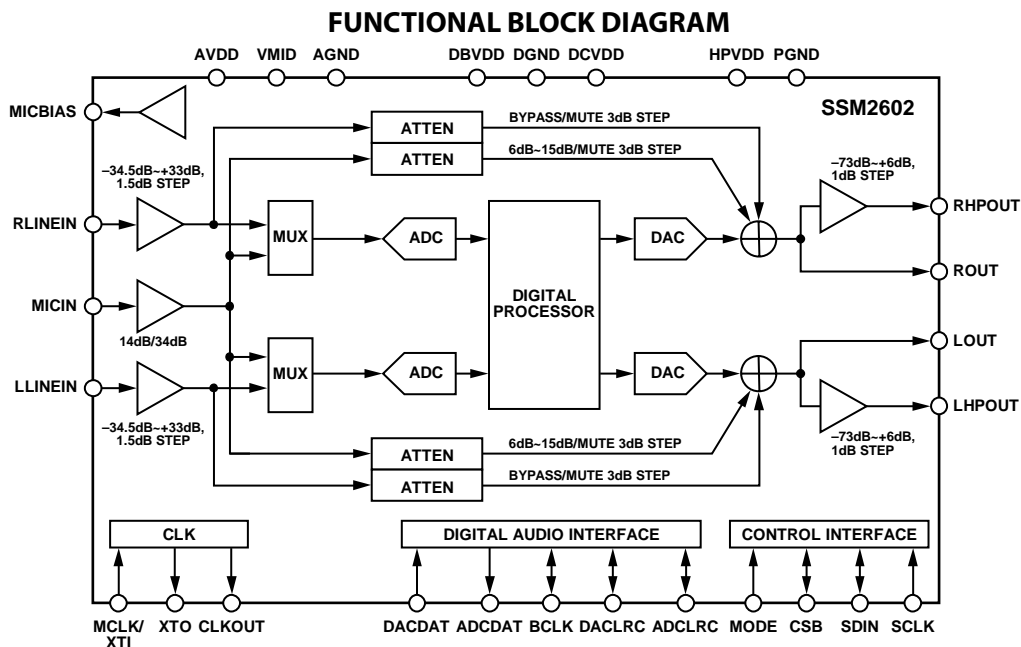 FUNCTIONAL BLOCK DIAGRAM
AVDD VMID AGND DBVDD DGND DCVDD HPVDD PGND
MICBIAS
SSM2602
ATTEN
BYPASS/MUTE 3dB STEP
ATTEN
6dB~15dB/MUTE 3dB STEP
–34.5dB~+33dB,
1.5dB STEP
–73dB~+6dB,
1dB STEP
RLINEIN
MUX
ADC
DAC
RHPOUT
ROUT
MICIN
14dB/34dB
DIGITAL
PROCESSOR
LOUT
LLINEIN
MUX
ADC
DAC
LHPOUT
–34.5dB~+33dB,
1.5dB STEP
–73dB~+6dB,
1dB STEP
ATTEN
6dB~15dB/MUTE 3dB STEP
ATTEN
BYPASS/MUTE 3dB STEP
CLK
DIGITAL AUDIO INTERFACE
CONTROL INTERFACE
MCLK/
XTI
XTO CLKOUT
DACDAT ADCDAT BCLK DACLRC ADCLRC
MODE CSB SDIN SCLK